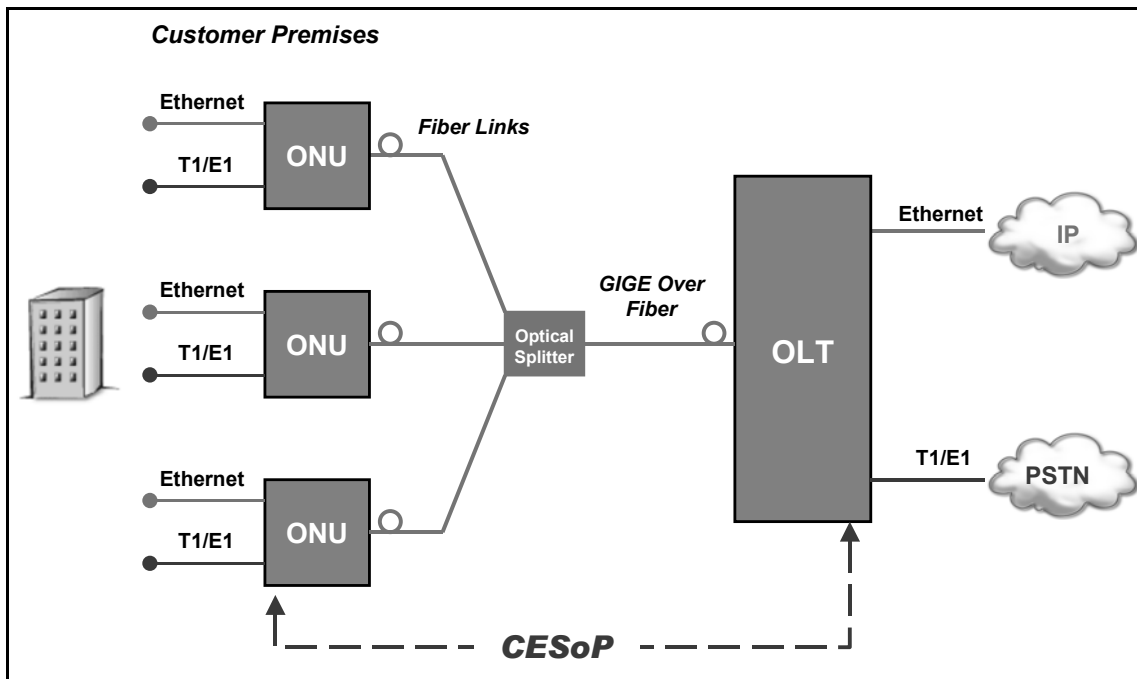 Customer Premises
Ethernet
T1/E1
ONU
Fiber Links
Ethernet
T1/E1
ONU
Ethernet
T1/E1
ONU
Optical
Splitter
GIGE Over
Fiber
OLT
Ethernet
IP
T1/E1
PSTN
CESoP